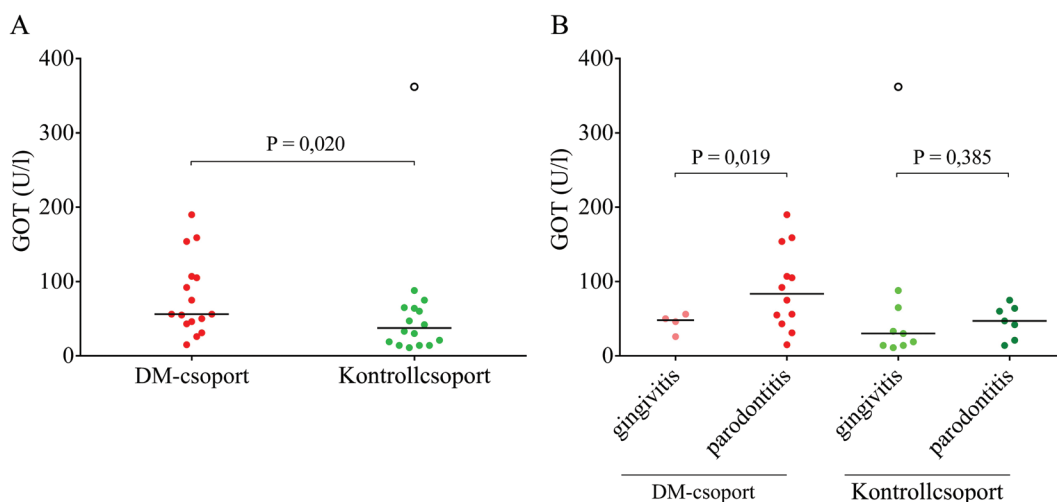 A
GOT (U/l)
400
300
200
100
0
P = 0,020
DM-csoport
Kontrollcsoport
B
GOT (U/l)
400
300
200
100
0
P = 0,019
P = 0,385
gingivitis
parodontitis
gingivitis
parodontitis
DM-csoport
Kontrollcsoport